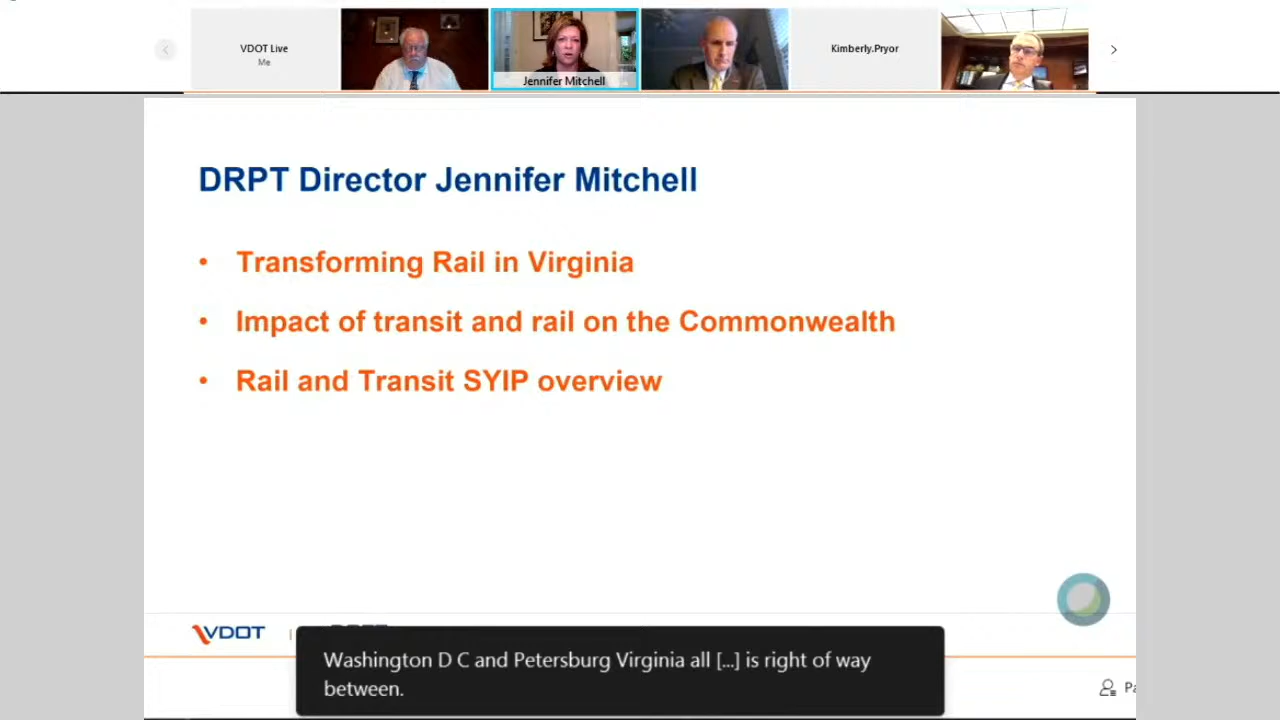 VDOT Live
Me
Jennifer Mitchell
Kimberly.Pryor
DRPT Director Jennifer Mitchell
• Transforming Rail in Virginia
• Impact of transit and rail on the Commonwealth
• Rail and Transit SYIP overview
VDOT
Washington D C and Petersburg Virginia all [...] is right of way
between.